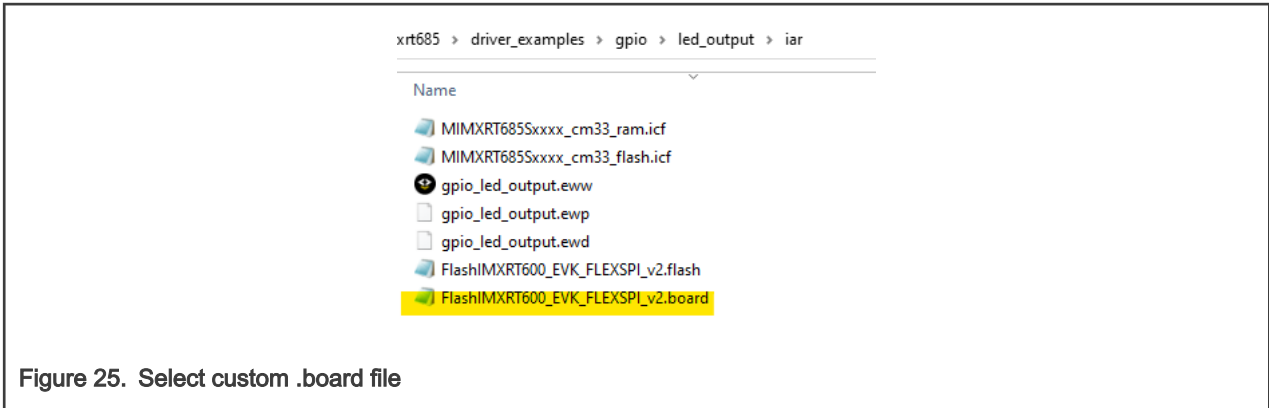 xrt685 > driver_examples > gpio > led_output > iar
Name
MIMXRT685Sxxxx_cm33_ram.icf
MIMXRT685Sxxxx_cm33_flash.icf
gpio_led_output.eww
gpio_led_output.ewp
gpio_led_output.ewd
FlashIMXRT600_EVK_FLEXSPI_v2.flash
FlashIMXRT600_EVK_FLEXSPI_v2.board
Figure 25. Select custom .board file